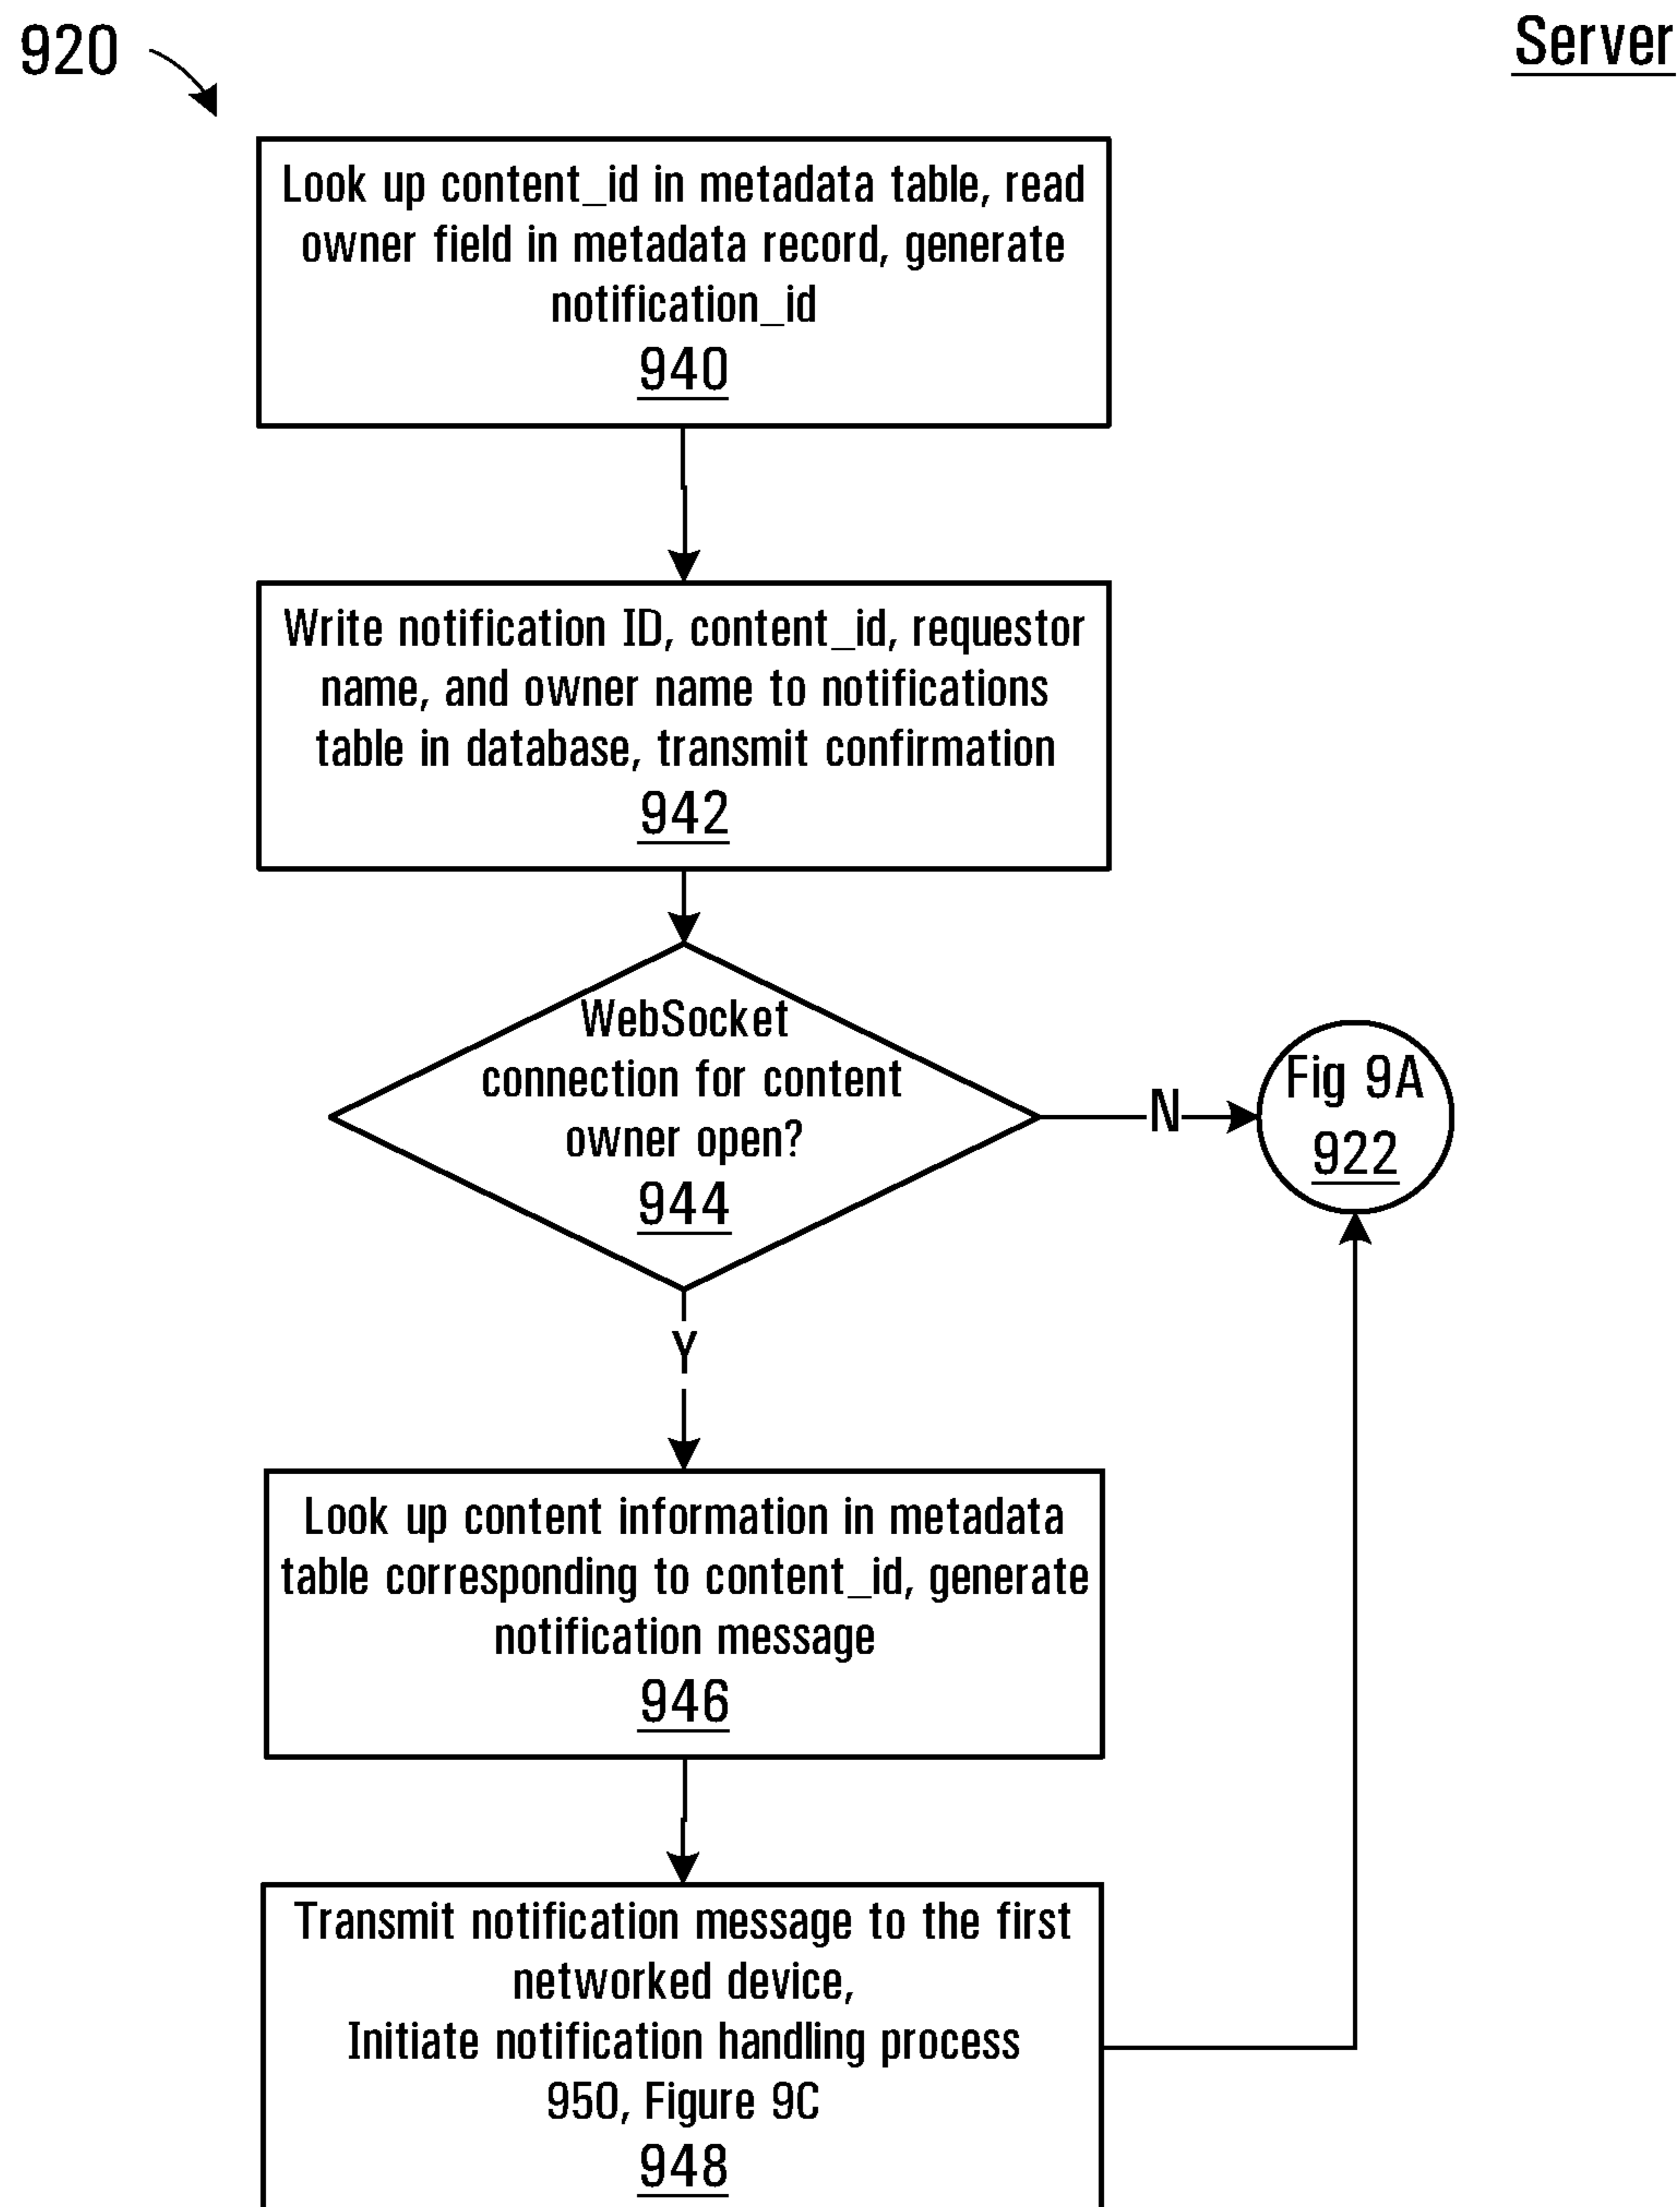 920
Server
Look up content_id in metadata table, read
owner field in metadata record, generate
notification_id
940
Write notification ID, content_id, requestor
name, and owner name to notifications
table in database, transmit confirmation
942
WebSocket
connection for content
owner open?
944
N
Fig 9A
922
Y
Look up content information in metadata
table corresponding to content_id, generate
notification message
946
Transmit notification message to the first
networked device,
Initiate notification handling process
950, Figure 9C
948